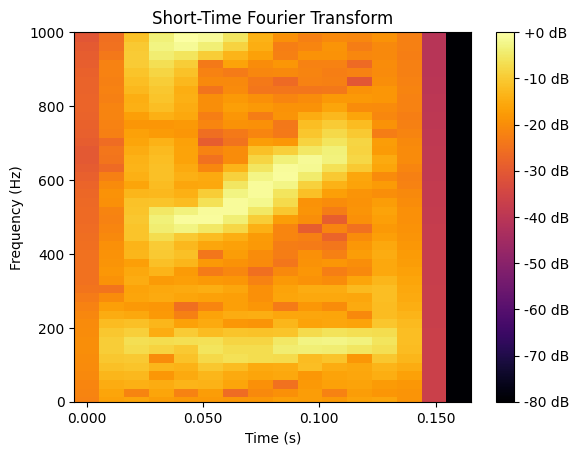 Short-Time Fourier Transform
1000
800
600
400
200
0
Frequency (Hz)
0.000
0.050
0.100
0.150
Time (s)
+0 dB
-10 dB
-20 dB
-30 dB
-40 dB
-50 dB
-60 dB
-70 dB
-80 dB